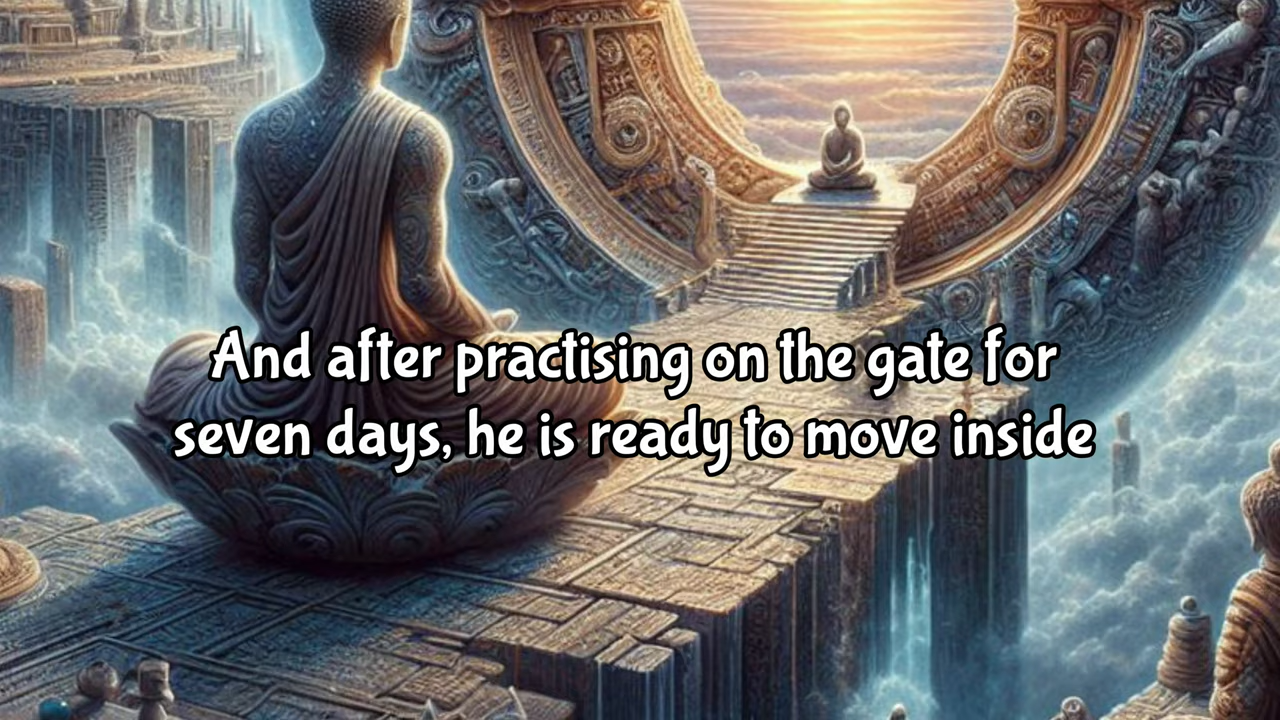 And after practising on the gate for
seven days, he is ready to move inside